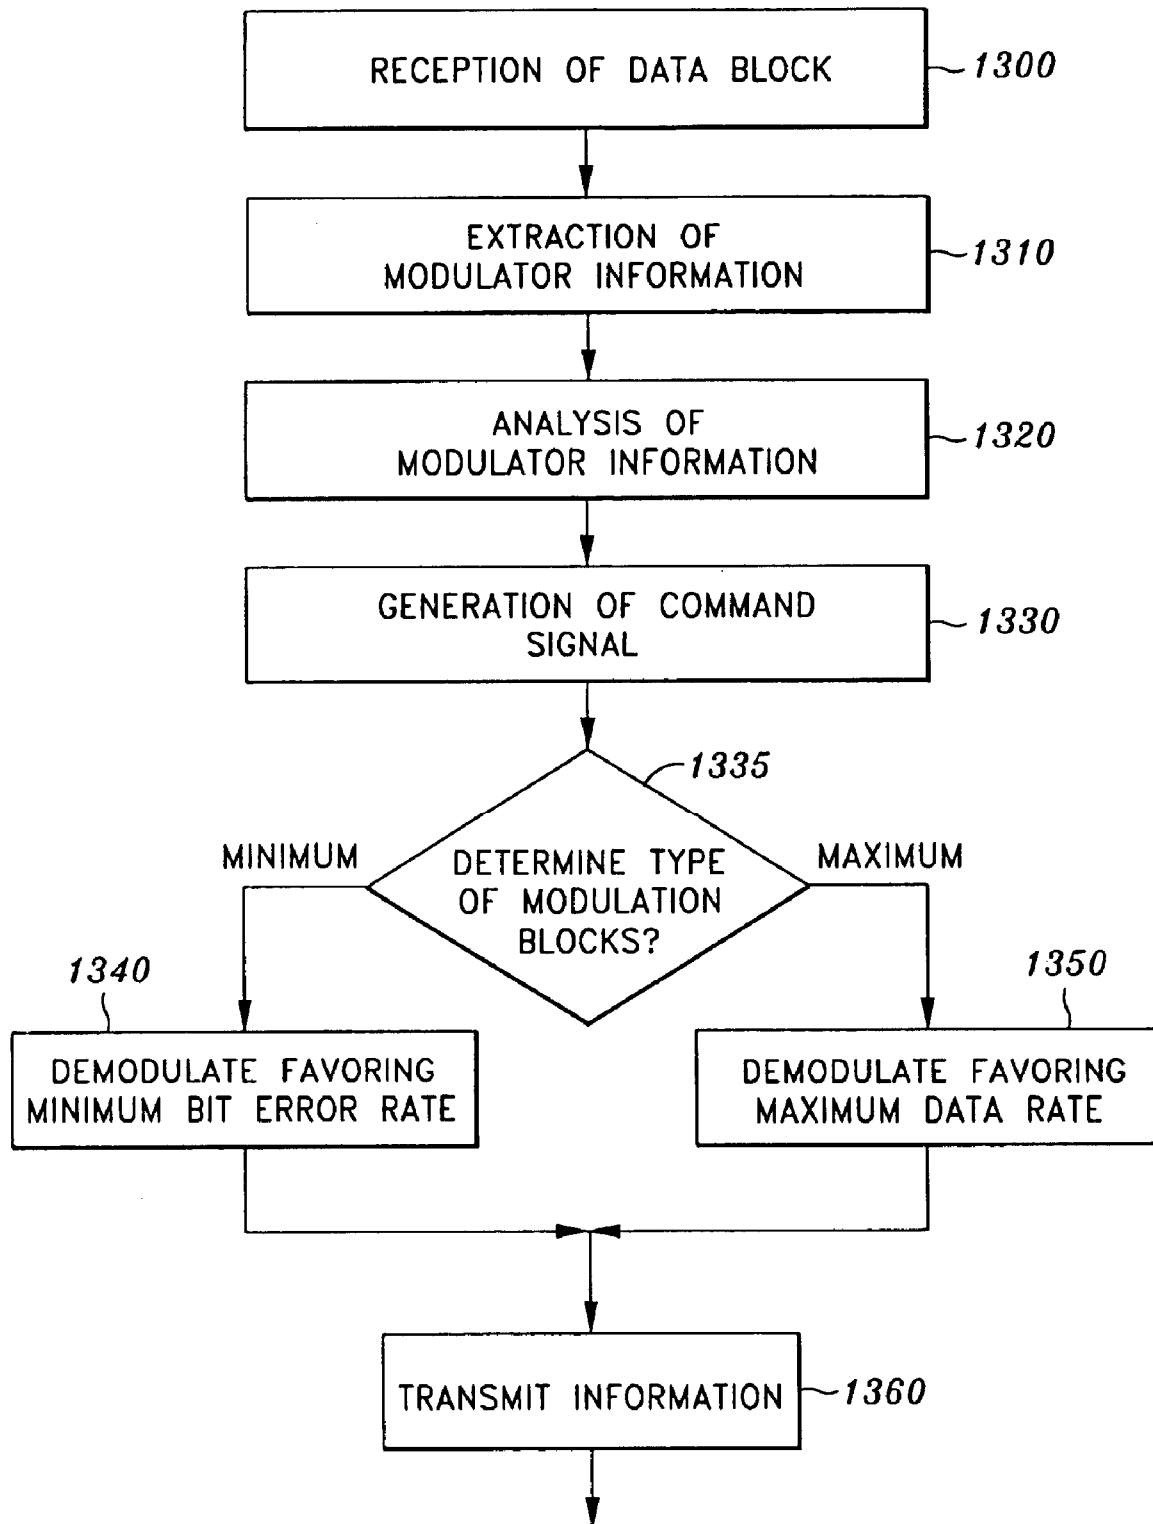 RECEPTION OF DATA BLOCK
1300
EXTRACTION OF
MODULATOR INFORMATION
1310
ANALYSIS OF
MODULATOR INFORMATION
1320
GENERATION OF COMMAND
SIGNAL
1330
1335
MINIMUM
DETERMINE TYPE
OF MODULATION
BLOCKS?
MAXIMUM
1340
DEMODULATE FAVORING
MINIMUM BIT ERROR RATE
1350
DEMODULATE FAVORING
MAXIMUM DATA RATE
TRANSMIT INFORMATION
1360